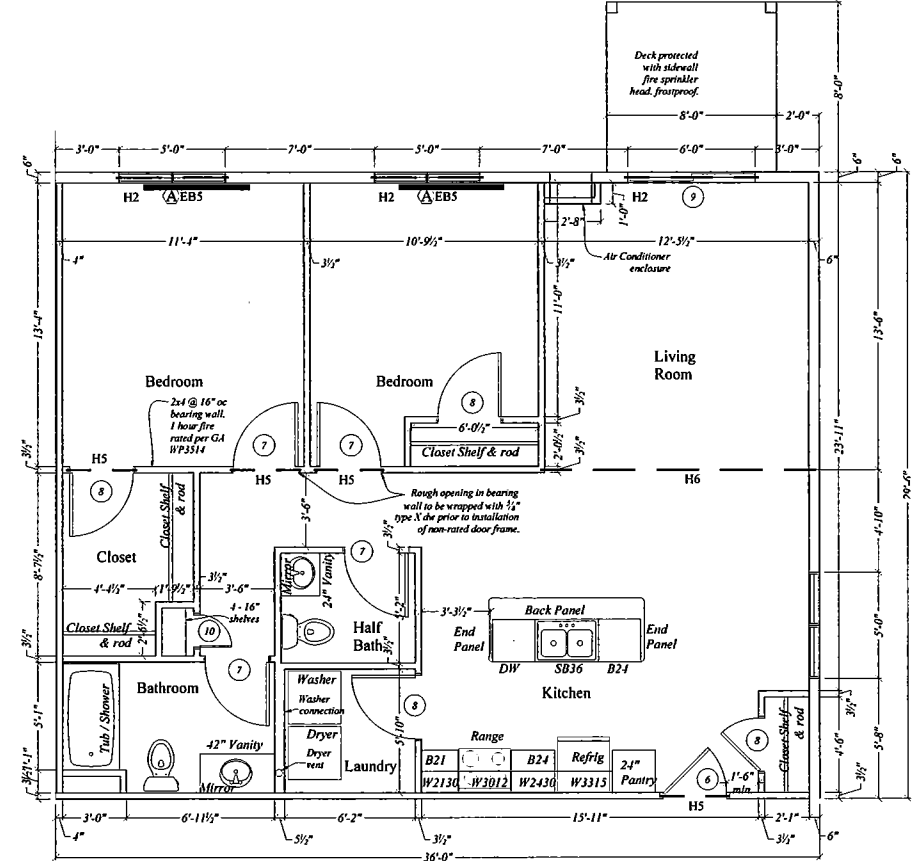 Deck protected
with sidewall
fire sprinkler
head. frostproof.
8'-0"
8'-0"
2'-0"
3'-0"
5'-0"
7'-0"
5'-0"
7'-0"
6'-0"
3'-0"
6"
6"
6"
H2
A
EB5
H2
A
EB5
H2
9
2'-8"
1'-0"
11'-4"
10'-9½"
12'-5½"
4"
3½"
3½"
6"
Air Conditioner
enclosure
11'-0"
13'-4"
13'-6"
Living
Room
Bedroom
Bedroom
2x4 @ 16" oc
bearing wall.
1 hour fire
rated per GA
WP3514
8
6'-0½"
3½"
Closet Shelf & rod
2'-0½"
3½"
7
7
3½"
23'-11"
29'-6"
H5
H5
H5
H6
8
Closet Shelf
& rod
3'-6"
Rough opening in bearing
wall to be wrapped with ⅝"
type X dw prior to installation
of non-rated door frame.
4'-10"
Closet
8'-7½"
7
3½"
Mirror
24" Vanity
3½"
4'-4½"
1'-9½"
3'-6"
4 - 16"
shelves
10
2'-6½"
3'-3½"
Back Panel
End
Panel
End
Panel
DW
SB36
B24
5'-0"
Closet Shelf
& rod
Half
Bath
3½"
3½"
7
Bathroom
Kitchen
Washer
Washer
connection
8
Dryer
Dryer
vent
5'-10"
Laundry
Tub / Shower
5'-1"
1'-1"
3½"
42" Vanity
Mirror
Range
B21
B24
Refrig
24"
Pantry
W2130
W3012
W2430
W3315
8
Closet Shelf
& rod
3½"
4'-6"
5'-8"
3½"
6
1'-6"
min.
H5
3'-0"
6'-11½"
6'-2"
15'-11"
2'-1"
4"
5½"
3½"
3½"
6"
36'-0"